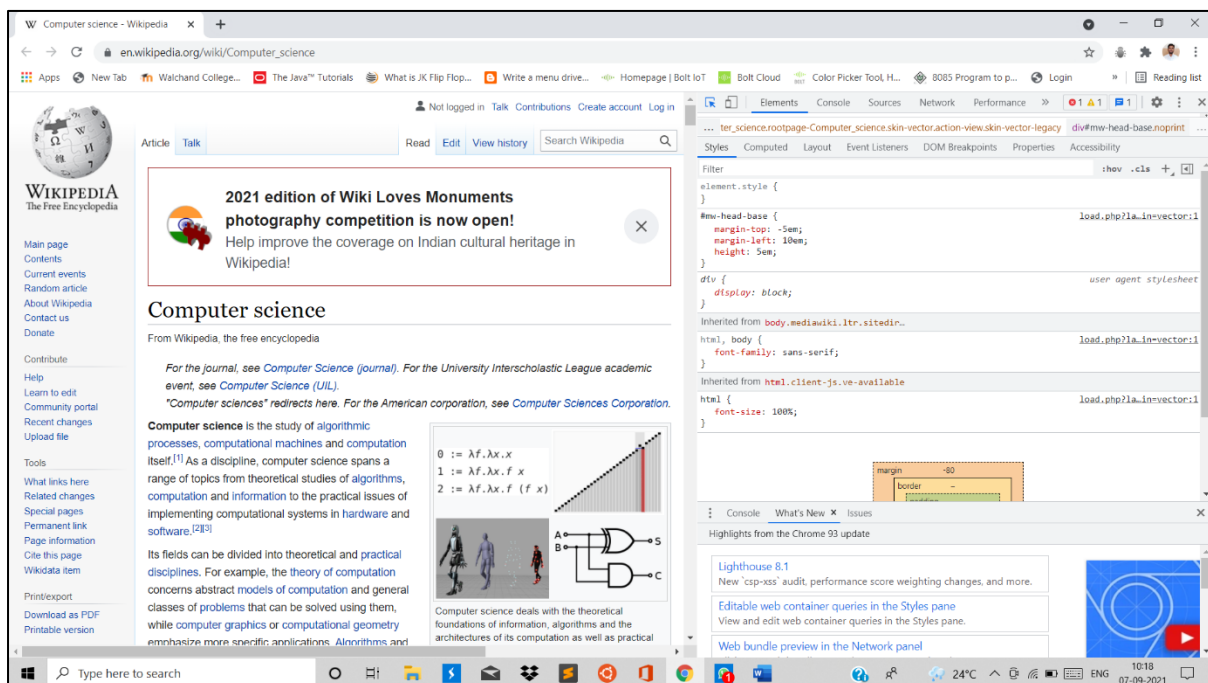 Computer science - Wikipedia
en.wikipedia.org/wiki/Computer_science
Apps New Tab Walchand College... The Java™ Tutorials What is JK Flip Flop... Write a menu drive... Homepage | Bolt IoT Bolt Cloud Color Picker Tool, H... 8085 Program to p... Login » Reading list
WIKIPEDIA
The Free Encyclopedia
Main page
Contents
Current events
Random article
About Wikipedia
Contact us
Donate
Contribute
Help
Learn to edit
Community portal
Recent changes
Upload file
Tools
What links here
Related changes
Special pages
Permanent link
Page information
Cite this page
Wikidata item
Print/export
Download as PDF
Printable version
Not logged in Talk Contributions Create account Log in
Article Talk Read Edit View history Search Wikipedia
2021 edition of Wiki Loves Monuments
photography competition is now open!
Help improve the coverage on Indian cultural heritage in
Wikipedia!
Computer science
From Wikipedia, the free encyclopedia
For the journal, see Computer Science (journal). For the University Interscholastic League academic
event, see Computer Science (UIL).
"Computer sciences" redirects here. For the American corporation, see Computer Sciences Corporation.
Computer science is the study of algorithmic
processes, computational machines and computation
itself.[1] As a discipline, computer science spans a
range of topics from theoretical studies of algorithms,
computation and information to the practical issues of
implementing computational systems in hardware and
software.[2][3]
Its fields can be divided into theoretical and practical
disciplines. For example, the theory of computation
concerns abstract models of computation and general
classes of problems that can be solved using them,
while computer graphics or computational geometry
emphasize more specific applications. Algorithms and
0 := λf.λx.x
1 := λf.λx.f x
2 := λf.λx.f (f x)
A
B
S
C
Computer science deals with the theoretical
foundations of information, algorithms and the
architectures of its computation as well as practical
Elements Console Sources Network Performance » 1 1 1
... ter_science.rootpage-Computer_science.skin-vector.action-view.skin-vector-legacy div#mw-head-base.noprint
Styles Computed Layout Event Listeners DOM Breakpoints Properties Accessibility
Filter :hov .cls +
element.style {
}
#mw-head-base { load.php?la…in=vector:1
margin-top: -5em;
margin-left: 10em;
height: 5em;
}
div { user agent stylesheet
display: block;
}
Inherited from body.mediawiki.ltr.sitedir…
html, body { load.php?la…in=vector:1
font-family: sans-serif;
}
Inherited from html.client-js.ve-available
html { load.php?la…in=vector:1
font-size: 100%;
}
margin -80
border –
Console What's New Issues
Highlights from the Chrome 93 update
Lighthouse 8.1
New `csp-xss` audit, performance score weighting changes, and more.
Editable web container queries in the Styles pane
View and edit web container queries in the Styles pane.
Web bundle preview in the Network panel
Type here to search
24°C ENG
10:18
07-09-2021